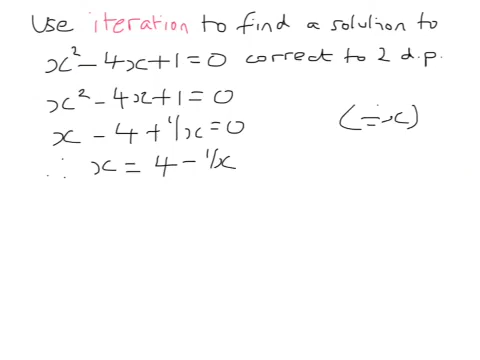 Use iteration to find a solution to
x² - 4x + 1 = 0 correct to 2 d.p.
x² - 4x + 1 = 0
x - 4 + 1/x = 0 (÷x)
∴ x = 4 - 1/x